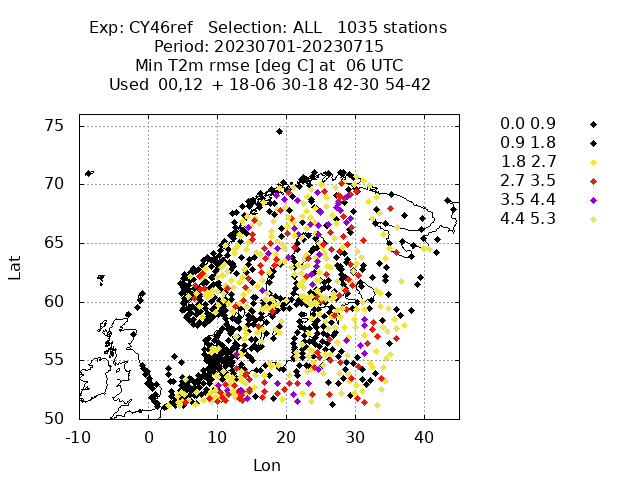 Exp: CY46ref   Selection: ALL   1035 stations
Period: 20230701-20230715
Min T2m rmse [deg C] at  06 UTC
Used  00,12  + 18-06 30-18 42-30 54-42
0.0 0.9
0.9 1.8
1.8 2.7
2.7 3.5
3.5 4.4
4.4 5.3
75
70
65
60
55
50
Lat
-10 0 10 20 30 40
Lon